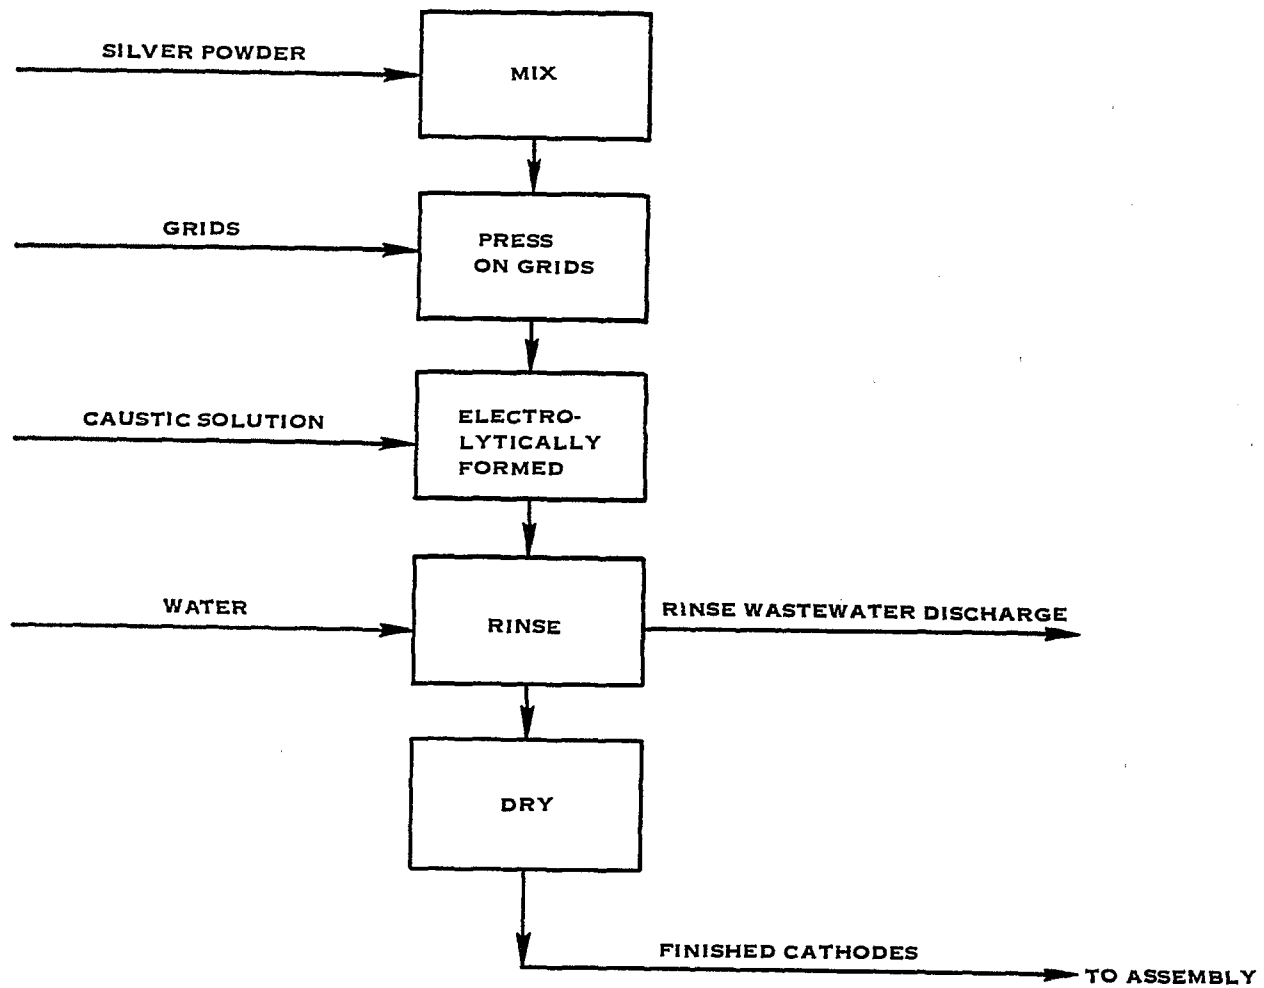 SILVER POWDER
MIX
GRIDS
PRESS
ON GRIDS
CAUSTIC SOLUTION
ELECTRO-
LYTICALLY
FORMED
WATER
RINSE
RINSE WASTEWATER DISCHARGE
DRY
FINISHED CATHODES
TO ASSEMBLY